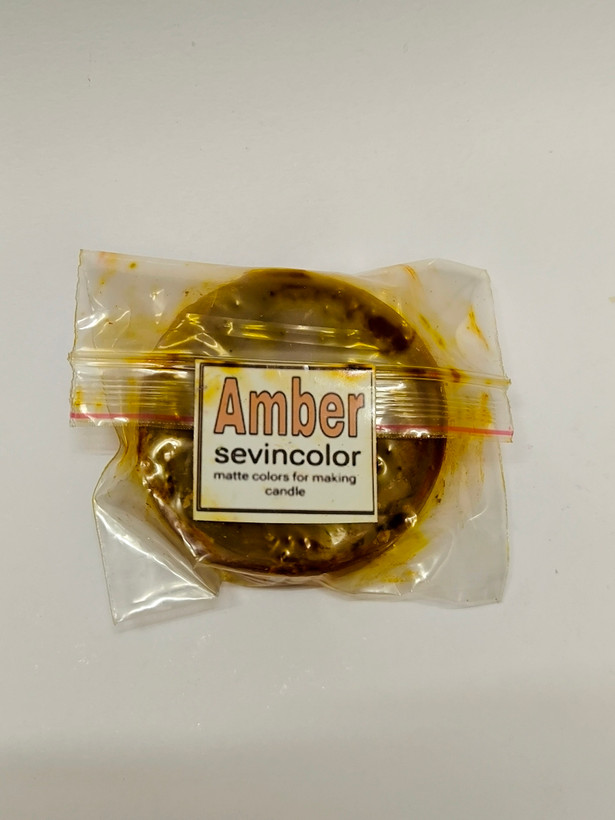 Amber
sevincolor
matte colors for making
candle